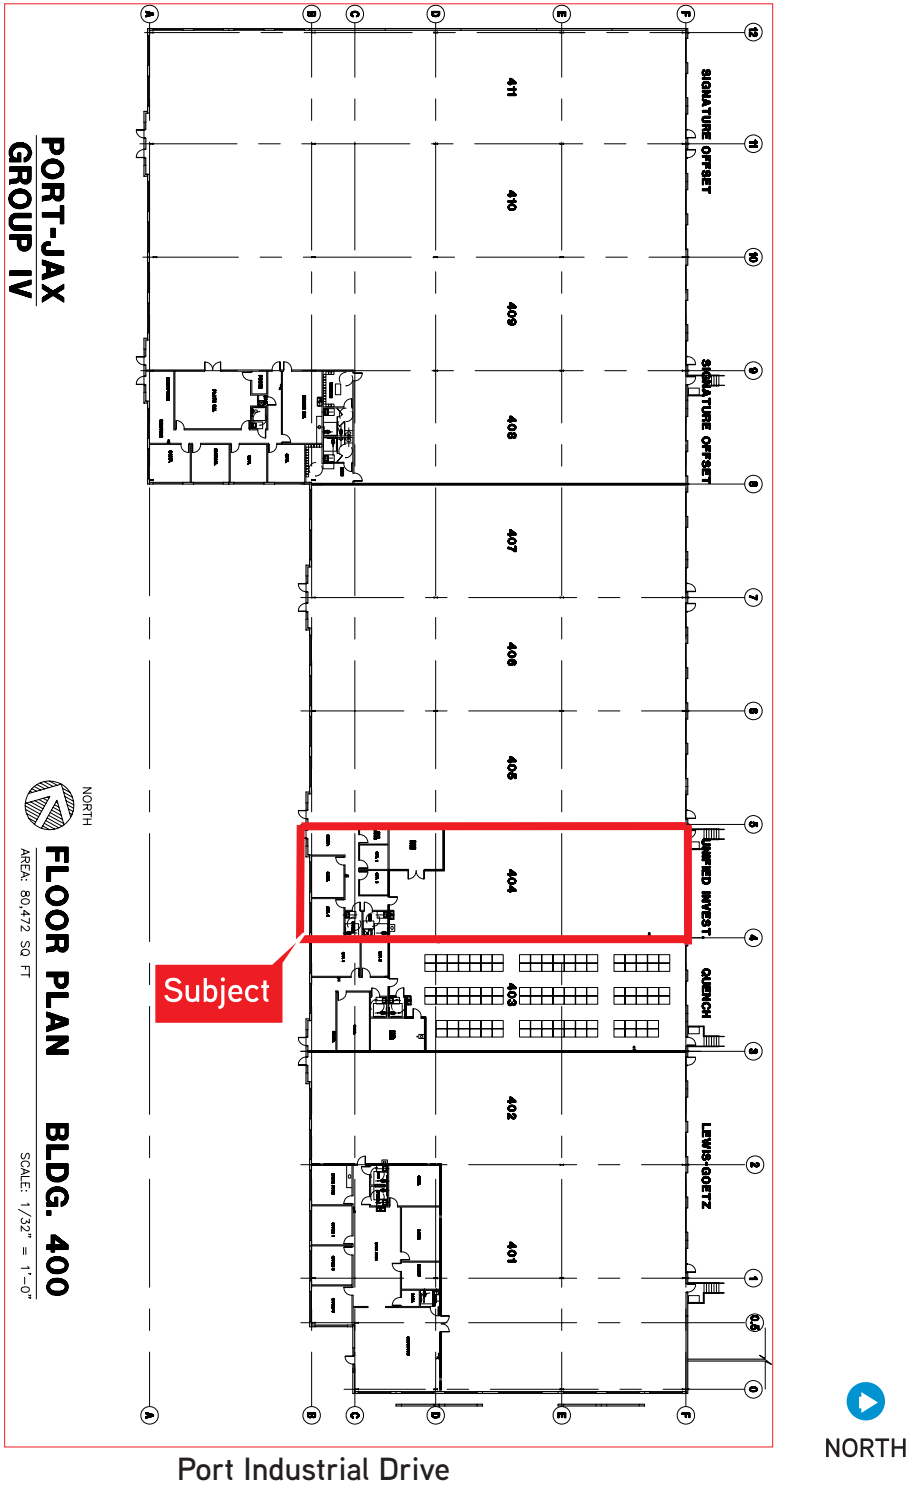 A
B
C
D
E
F
12
411
SIGNATURE OFFSET
11
PORT-JAX
GROUP IV
410
10
409
9
SIGNATURE OFFSET
408
8
407
7
406
6
405
5
NORTH
UNIFIED INVEST
404
4
FLOOR PLAN
AREA: 80,472 SQ FT
Subject
QUENCH
403
3
402
LEWIS-GOETZ
2
BLDG. 400
SCALE: 1/32" = 1'-0"
401
1
0.5
0
A
B
C
D
E
F
NORTH
Port Industrial Drive